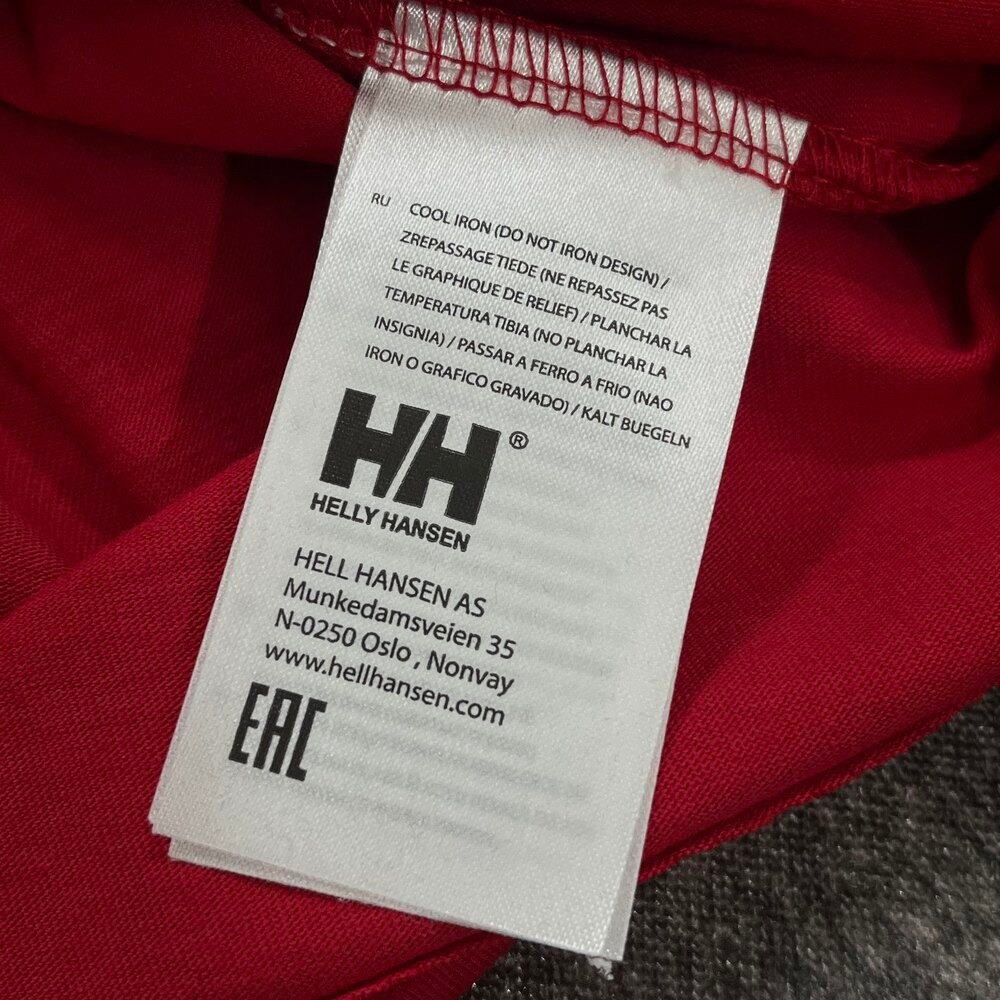 RU COOL IRON (DO NOT IRON DESIGN) /
ZREPASSAGE TIEDE (NE REPASSEZ PAS
LE GRAPHIQUE DE RELIEF) / PLANCHAR LA
TEMPERATURA TIBIA (NO PLANCHAR LA
INSIGNIA) / PASSAR A FERRO A FRIO (NAO
IRON O GRAFICO GRAVADO) / KALT BUEGELN
HH®
HELLY HANSEN
HELL HANSEN AS
Munkedamsveien 35
N-0250 Oslo , Nonvay
www.hellhansen.com
EAC